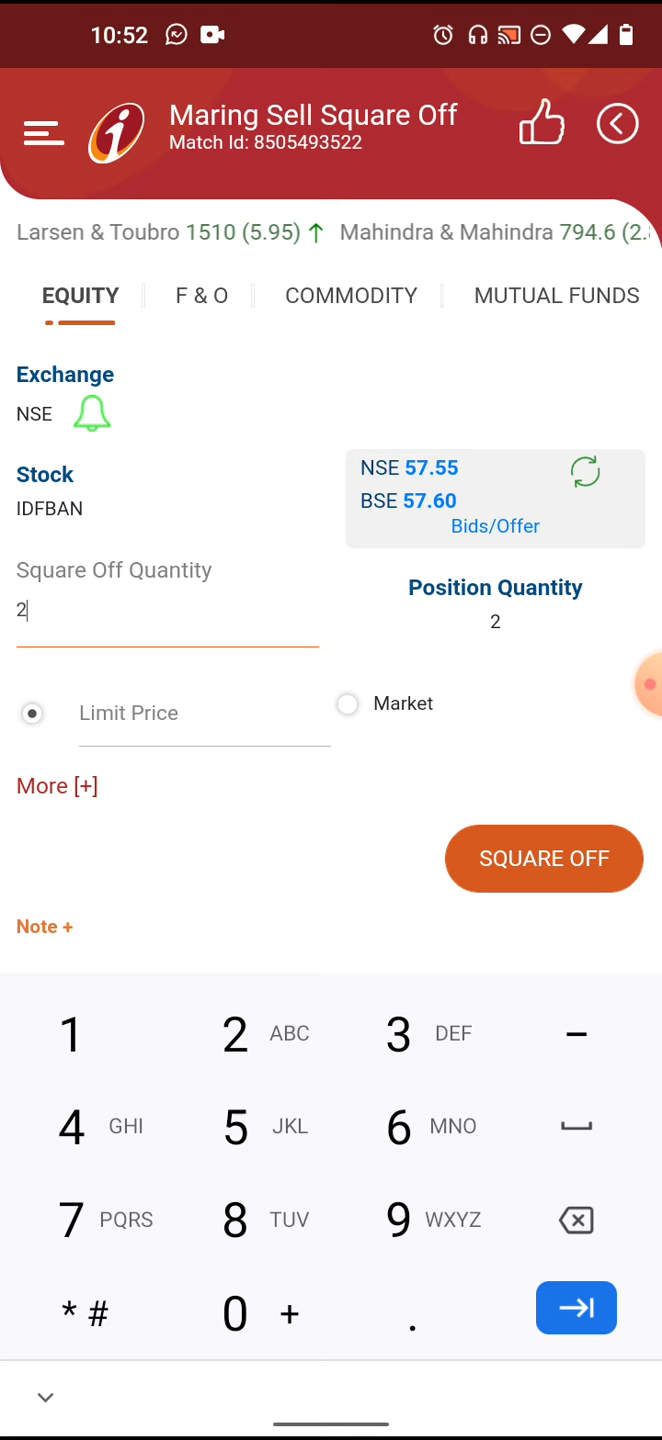 10:52
Maring Sell Square Off
Match Id: 8505493522
Larsen & Toubro 1510 (5.95) ↑ Mahindra & Mahindra 794.6 (2.
EQUITY F & O COMMODITY MUTUAL FUNDS
Exchange
NSE
Stock
IDFBAN
NSE 57.55
BSE 57.60
Bids/Offer
Square Off Quantity
2
Position Quantity
2
Limit Price
Market
More [+]
SQUARE OFF
Note +
1 2 ABC 3 DEF –
4 GHI 5 JKL 6 MNO
7 PQRS 8 TUV 9 WXYZ
* # 0 + .